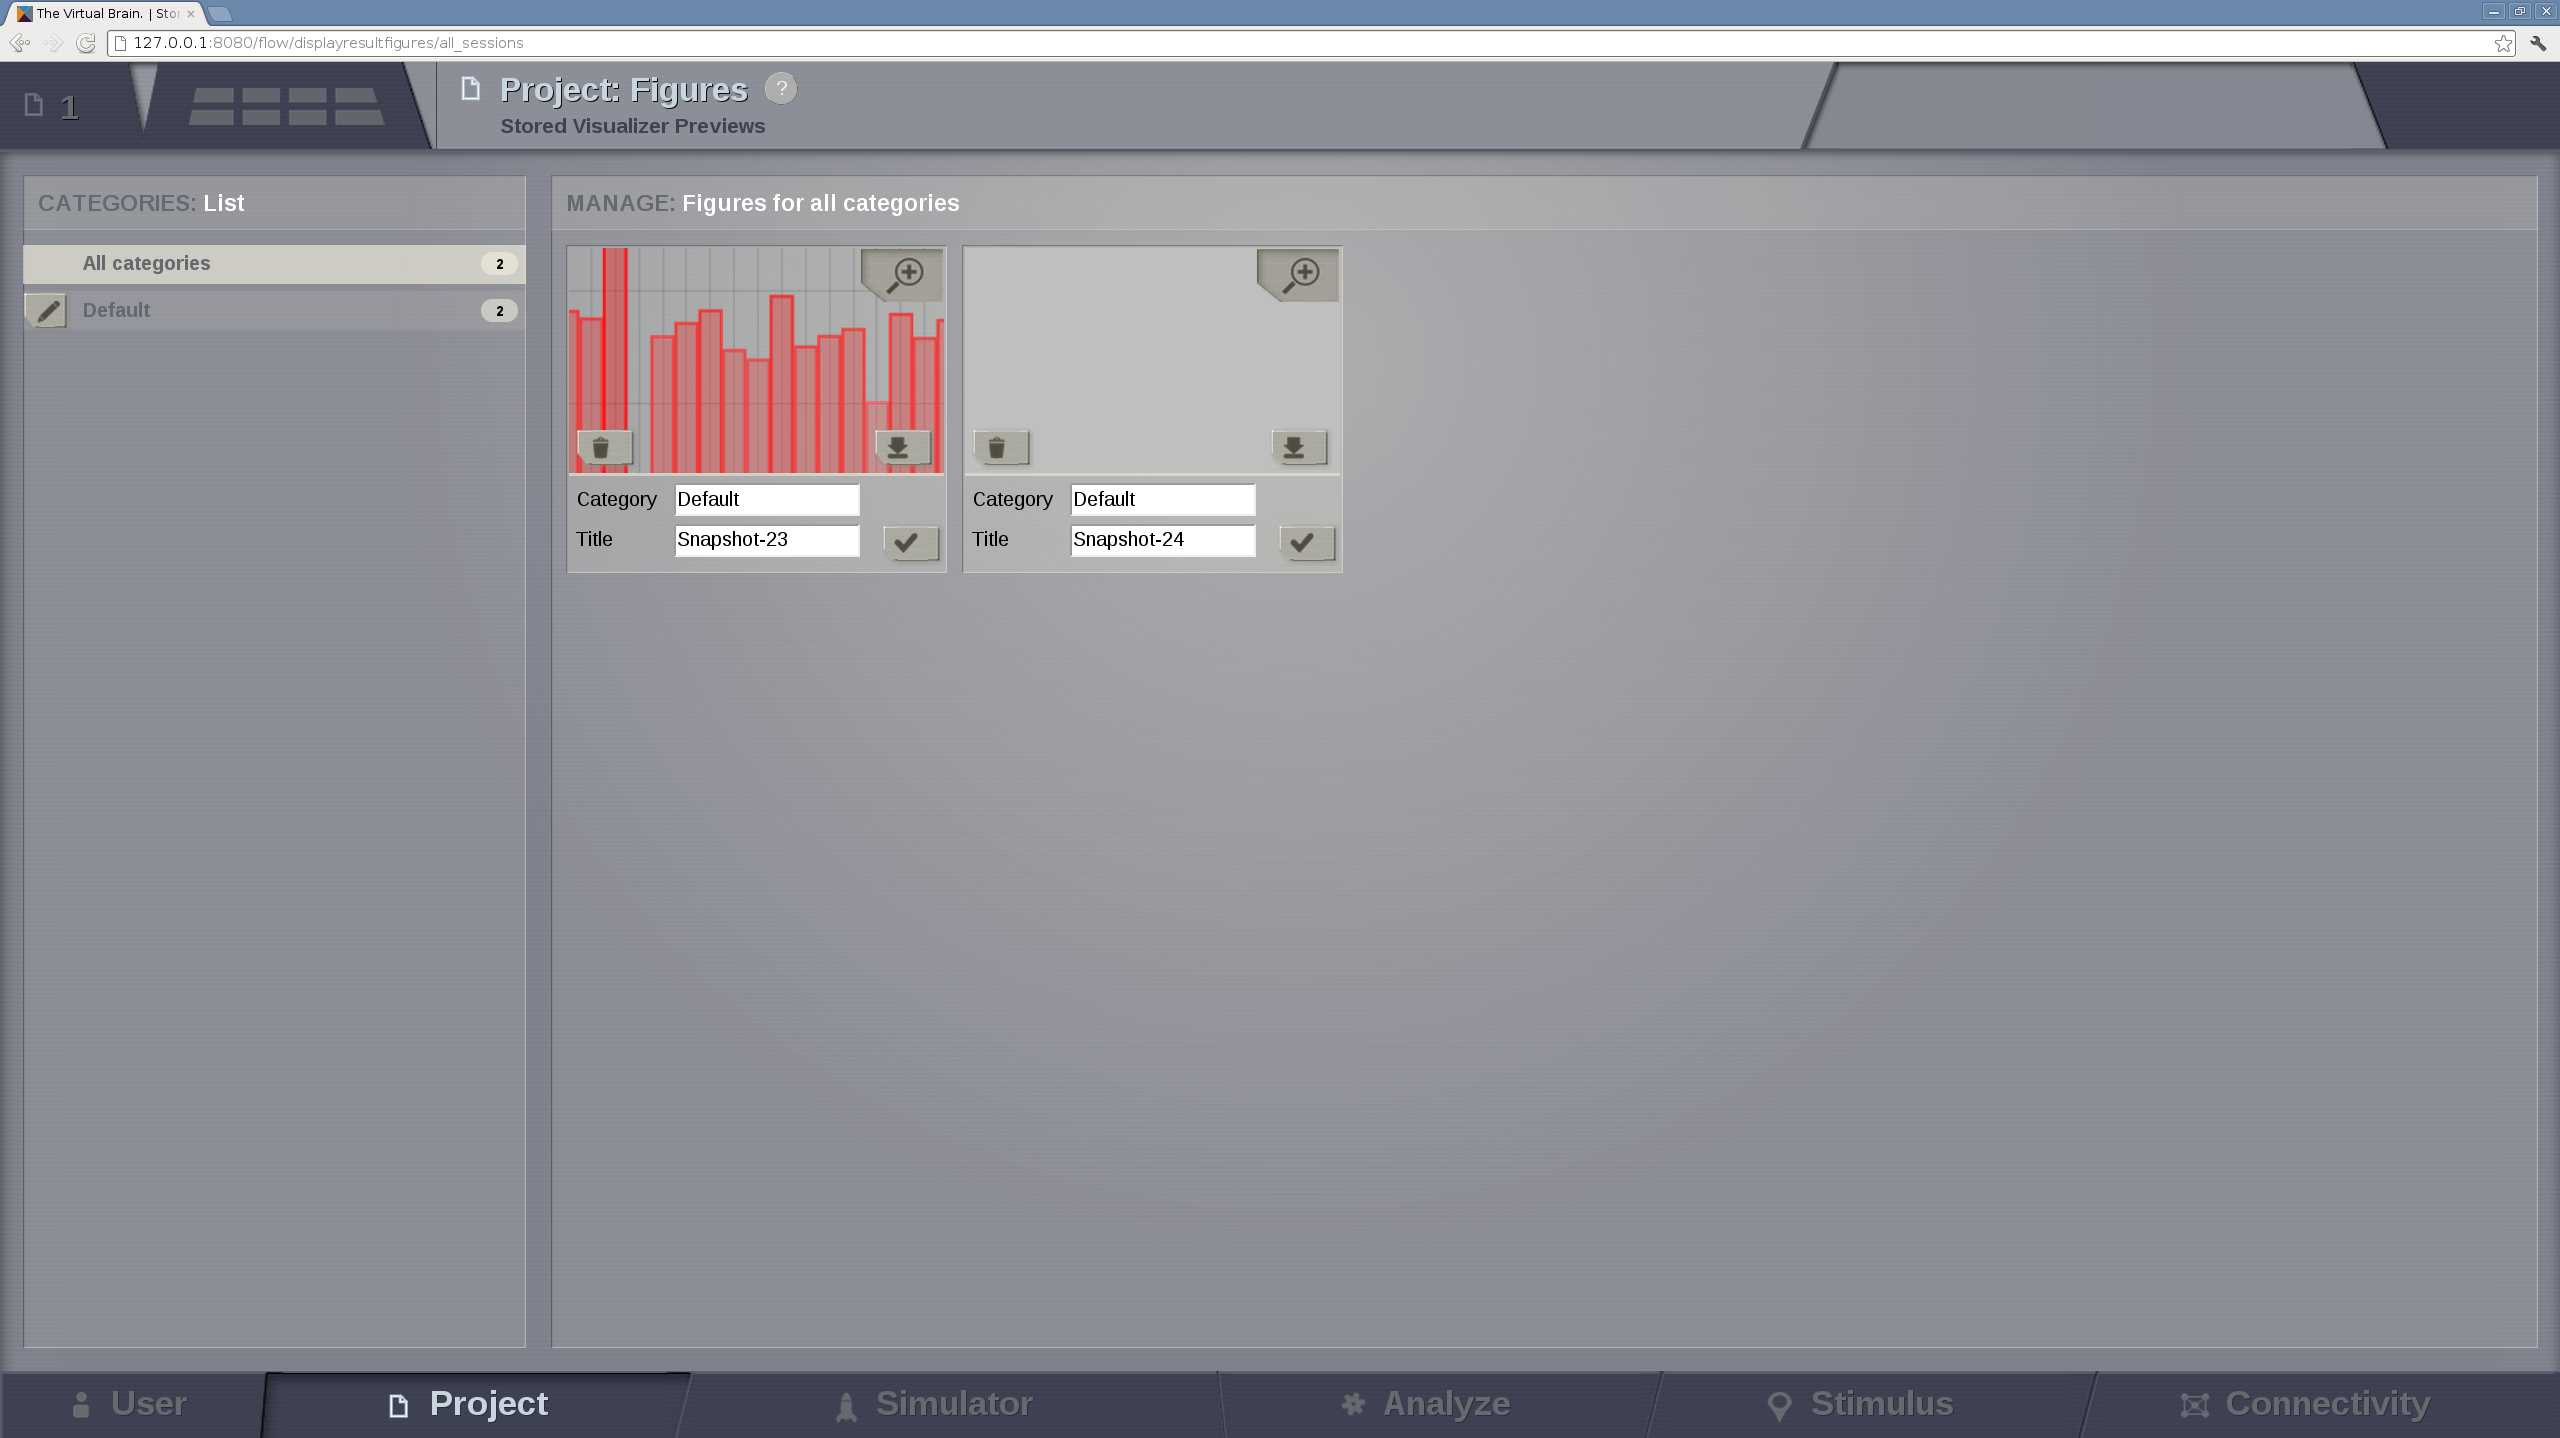 The Virtual Brain. | Sto
127.0.0.1:8080/flow/displayresultfigures/all_sessions
1
Project: Figures ?
Stored Visualizer Previews
CATEGORIES: List
All categories 2
Default 2
MANAGE: Figures for all categories
Category Default
Title Snapshot-23
Category Default
Title Snapshot-24
User
Project
Simulator
Analyze
Stimulus
Connectivity